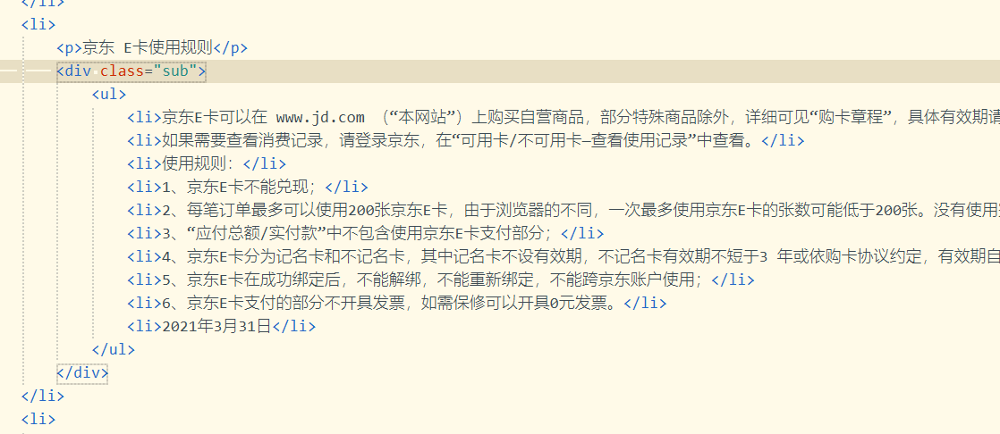 </li>
<li>
<p>京东 E卡使用规则</p>
<div class="sub">
<ul>
<li>京东E卡可以在 www.jd.com （“本网站”）上购买自营商品，部分特殊商品除外，详细可见“购卡章程”，具体有效期请
<li>如果需要查看消费记录，请登录京东，在“可用卡/不可用卡—查看使用记录”中查看。</li>
<li>使用规则：</li>
<li>1、京东E卡不能兑现；</li>
<li>2、每笔订单最多可以使用200张京东E卡，由于浏览器的不同，一次最多使用京东E卡的张数可能低于200张。没有使用
<li>3、“应付总额/实付款”中不包含使用京东E卡支付部分；</li>
<li>4、京东E卡分为记名卡和不记名卡，其中记名卡不设有效期，不记名卡有效期不短于3 年或依购卡协议约定，有效期自
<li>5、京东E卡在成功绑定后，不能解绑，不能重新绑定，不能跨京东账户使用；</li>
<li>6、京东E卡支付的部分不开具发票，如需保修可以开具0元发票。</li>
<li>2021年3月31日</li>
</ul>
</div>
</li>
<li>